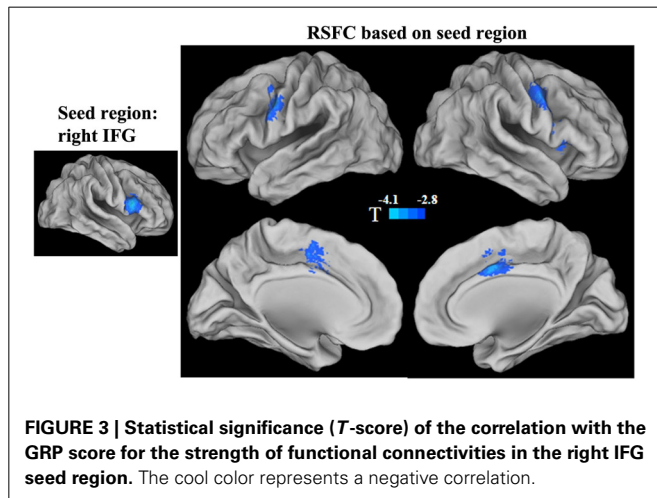 RSFC based on seed region
Seed region:
right IFG
-4.1 -2.8
T
FIGURE 3 | Statistical significance (T-score) of the correlation with the
GRP score for the strength of functional connectivities in the right IFG
seed region. The cool color represents a negative correlation.